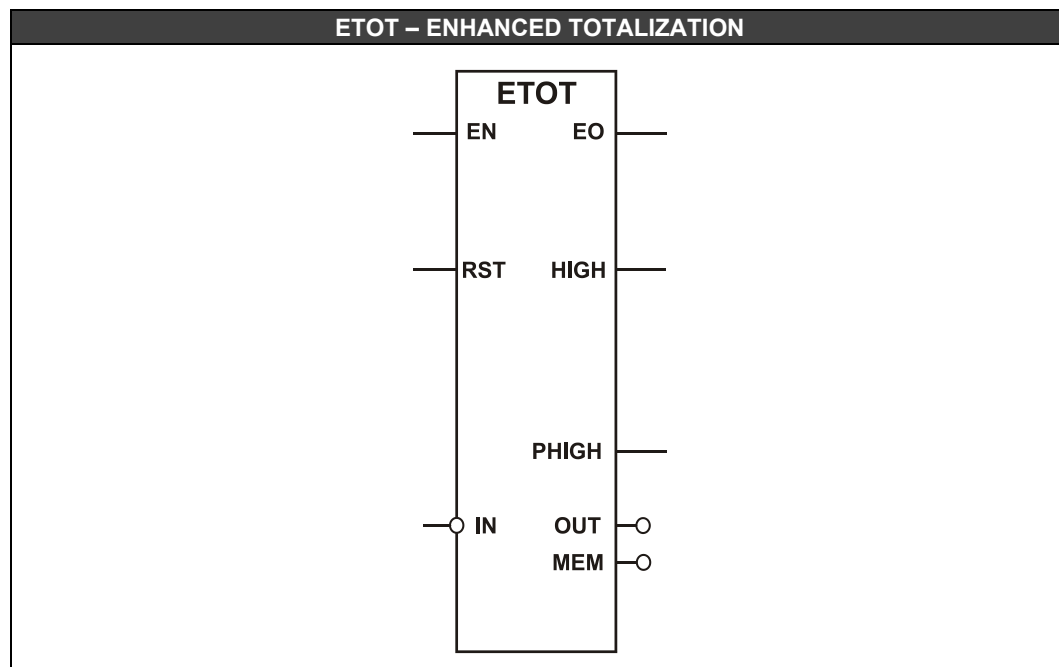 ETOT – ENHANCED TOTALIZATION
ETOT
EN EO
RST HIGH
PHIGH
IN OUT
MEM